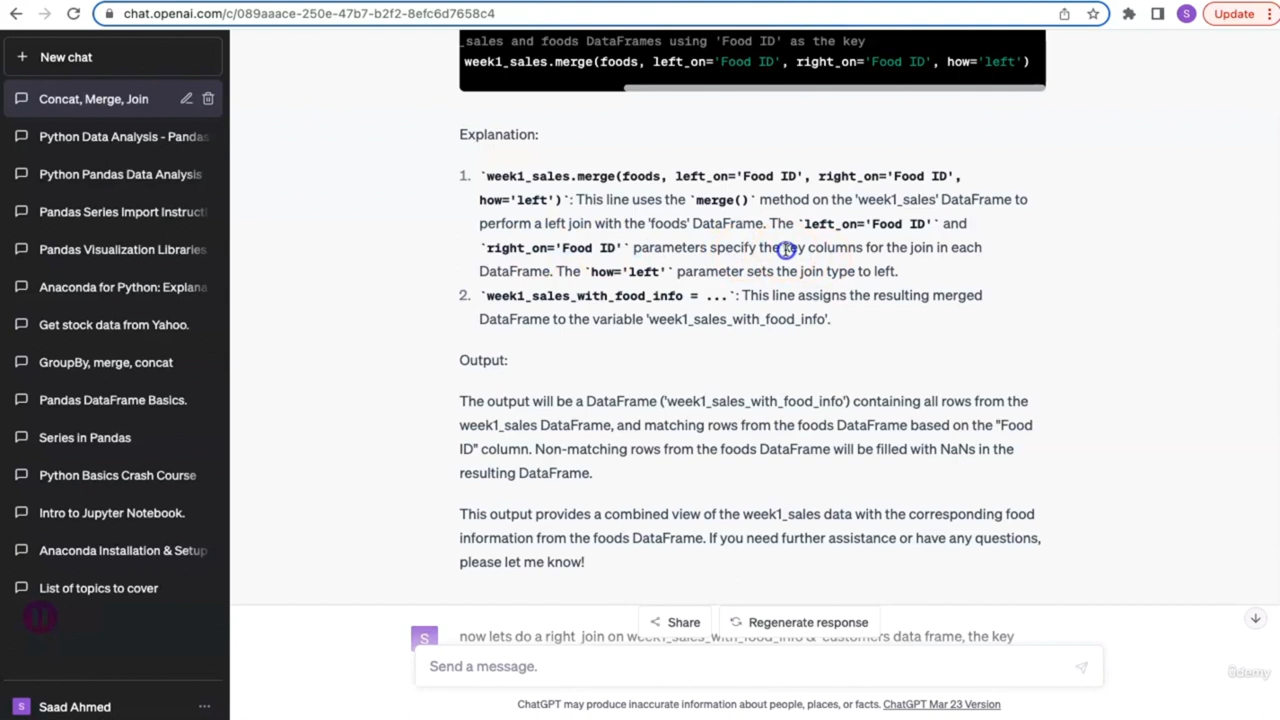 chat.openai.com/c/089aaace-250e-47b7-b2f2-8efc6d7658c4
S
Update
New chat
Concat, Merge, Join
Python Data Analysis - Pandas
Python Pandas Data Analysis
Pandas Series Import Instructi
Pandas Visualization Libraries
Anaconda for Python: Explana
Get stock data from Yahoo.
GroupBy, merge, concat
Pandas DataFrame Basics.
Series in Pandas
Python Basics Crash Course
Intro to Jupyter Notebook.
Anaconda Installation & Setup
List of topics to cover
S
Saad Ahmed
_sales and foods DataFrames using 'Food ID' as the key
week1_sales.merge(foods, left_on='Food ID', right_on='Food ID', how='left')
Explanation:
1. `week1_sales.merge(foods, left_on='Food ID', right_on='Food ID',
how='left')`: This line uses the `merge()` method on the 'week1_sales' DataFrame to
perform a left join with the 'foods' DataFrame. The `left_on='Food ID'` and
`right_on='Food ID'` parameters specify the key columns for the join in each
DataFrame. The `how='left'` parameter sets the join type to left.
2. `week1_sales_with_food_info = ...`: This line assigns the resulting merged
DataFrame to the variable 'week1_sales_with_food_info'.
Output:
The output will be a DataFrame ('week1_sales_with_food_info') containing all rows from the
week1_sales DataFrame, and matching rows from the foods DataFrame based on the "Food
ID" column. Non-matching rows from the foods DataFrame will be filled with NaNs in the
resulting DataFrame.
This output provides a combined view of the week1_sales data with the corresponding food
information from the foods DataFrame. If you need further assistance or have any questions,
please let me know!
Share
Regenerate response
S
now lets do a right join on week1_sales_with_food_info & customers data frame, the key
Send a message.
ChatGPT may produce inaccurate information about people, places, or facts. ChatGPT Mar 23 Version
ûdemy